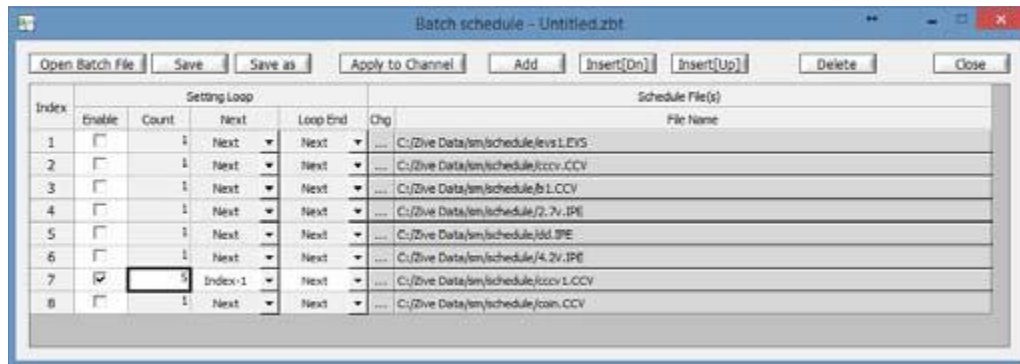 Batch schedule - Untitled.zbt
Open Batch File Save Save as Apply to Channel Add Insert[Dn] Insert[Up] Delete Close
Index Setting Loop Schedule File(s)
Enable Count Next Loop End Chg File Name
1 1 Next Next ... C:/Zive Data/sm/schedule/evs1.EVS
2 1 Next Next ... C:/Zive Data/sm/schedule/cccv.CCV
3 1 Next Next ... C:/Zive Data/sm/schedule/b1.CCV
4 1 Next Next ... C:/Zive Data/sm/schedule/2.7v.IPE
5 1 Next Next ... C:/Zive Data/sm/schedule/dd.IPE
6 1 Next Next ... C:/Zive Data/sm/schedule/4.2V.IPE
7 5 Index-1 Next ... C:/Zive Data/sm/schedule/cccv1.CCV
8 1 Next Next ... C:/Zive Data/sm/schedule/coin.CCV